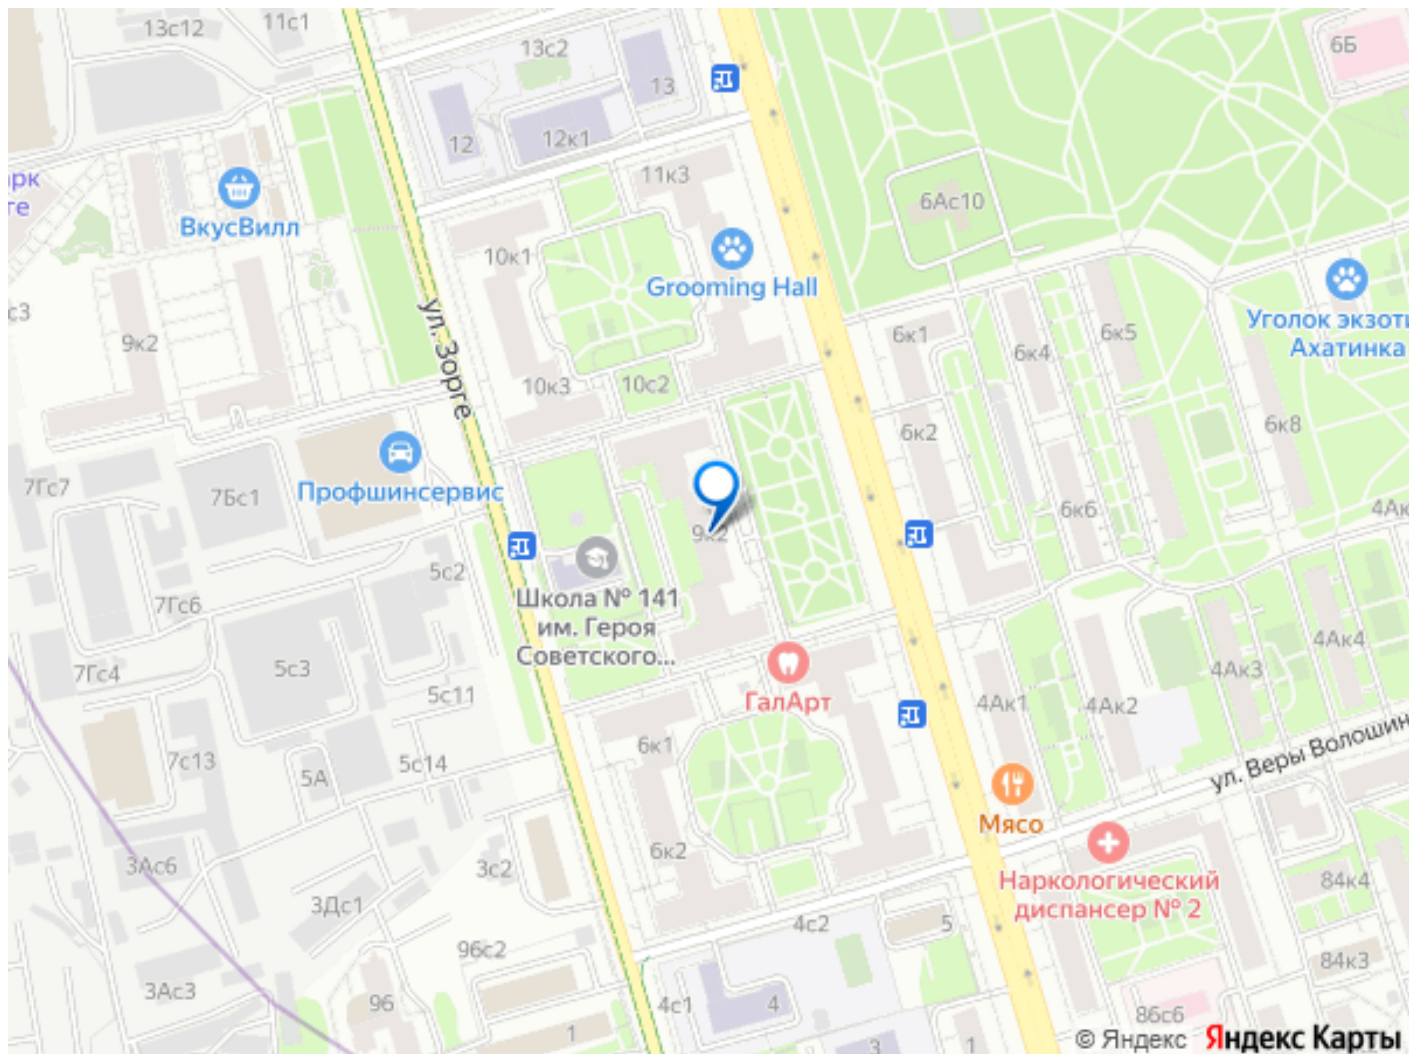 13с12
11с1
13с2
13
6Б
12
12к1
11к3
6Ас10
арк
ге
ВкусВилл
10к1
Grooming Hall
с3
9к2
ул. Зорге
10к3
10с2
6к1
6к4
6к5
Уголок экзоти
Ахатинка
6к2
6к8
7Гс7
7Бс1
Профшинсервис
9к2
6к6
4Ак
5с2
7Гс6
Школа № 141
им. Героя
Советского...
7Гс4
5с3
5с11
ГалАрт
4Ак1
4Ак2
4Ак3
4Ак4
7с13
5А
5с14
6к1
ул. Веры Волошин
Мясо
3Ас6
3с2
6к2
Наркологический
диспансер № 2
84к4
3Дс1
96с2
4с2
5
84к3
3Ас3
96
1
4с1
4
3
1
86с6
© Яндекс Яндекс Карты